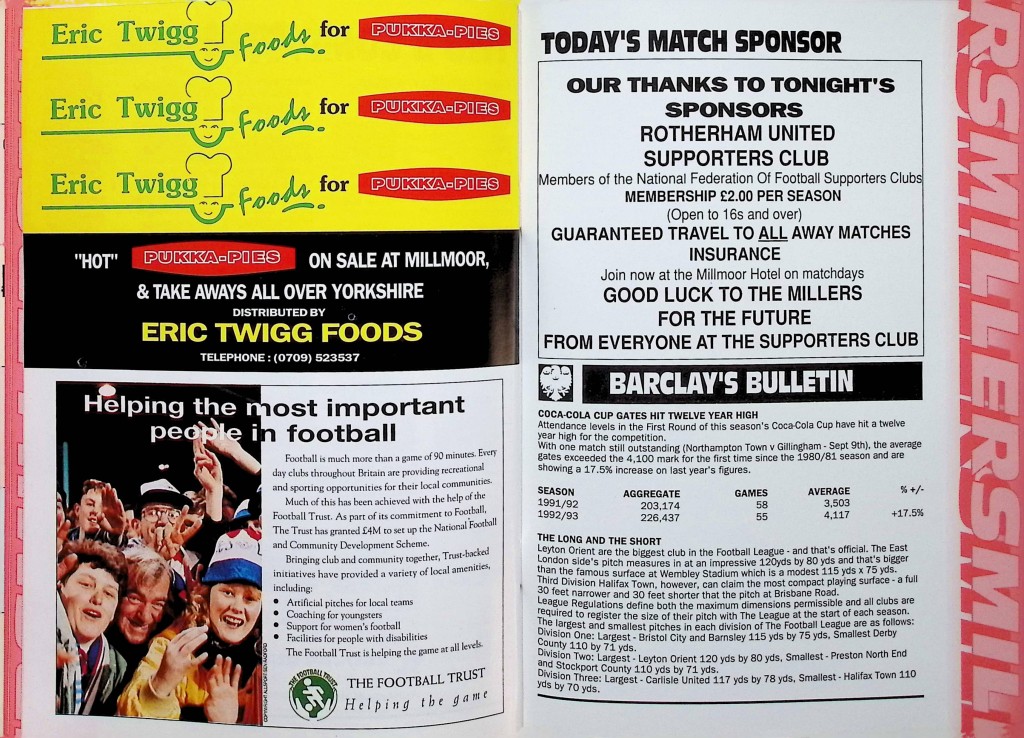 Eric Twigg Foods for PUKKA-PIES
Eric Twigg Foods for PUKKA-PIES
Eric Twigg Foods for PUKKA-PIES
"HOT" PUKKA-PIES ON SALE AT MILLMOOR,
& TAKE AWAYS ALL OVER YORKSHIRE
DISTRIBUTED BY
ERIC TWIGG FOODS
TELEPHONE : (0709) 523537
Helping the most important
people in football
Football is much more than a game of 90 minutes. Every
day clubs throughout Britain are providing recreational
and sporting opportunities for their local communities.
Much of this has been achieved with the help of the
Football Trust. As part of its commitment to Football,
The Trust has granted £4M to set up the National Football
and Community Development Scheme.
Bringing club and community together, Trust-backed
initiatives have provided a variety of local amenities,
including:
● Artificial pitches for local teams
● Coaching for youngsters
● Support for women's football
● Facilities for people with disabilities
The Football Trust is helping the game at all levels.
THE FOOTBALL TRUST
THE FOOTBALL TRUST
Helping the game
TODAY'S MATCH SPONSOR
OUR THANKS TO TONIGHT'S
SPONSORS
ROTHERHAM UNITED
SUPPORTERS CLUB
Members of the National Federation Of Football Supporters Clubs
MEMBERSHIP £2.00 PER SEASON
(Open to 16s and over)
GUARANTEED TRAVEL TO ALL AWAY MATCHES
INSURANCE
Join now at the Millmoor Hotel on matchdays
GOOD LUCK TO THE MILLERS
FOR THE FUTURE
FROM EVERYONE AT THE SUPPORTERS CLUB
BARCLAY'S BULLETIN
COCA-COLA CUP GATES HIT TWELVE YEAR HIGH
Attendance levels in the First Round of this season's Coca-Cola Cup have hit a twelve
year high for the competition.
With one match still outstanding (Northampton Town v Gillingham - Sept 9th), the average
gates exceeded the 4,100 mark for the first time since the 1980/81 season and are
showing a 17.5% increase on last year's figures.
SEASON AGGREGATE GAMES AVERAGE % +/-
1991/92 203,174 58 3,503
1992/93 226,437 55 4,117 +17.5%
THE LONG AND THE SHORT
Leyton Orient are the biggest club in the Football League - and that's official. The East
London side's pitch measures in at an impressive 120yds by 80 yds and that's bigger
than the famous surface at Wembley Stadium which is a modest 115 yds x 75 yds.
Third Division Halifax Town, however, can claim the most compact playing surface - a full
30 feet narrower and 30 feet shorter that the pitch at Brisbane Road.
League Regulations define both the maximum dimensions permissible and all clubs are
required to register the size of their pitch with The League at the start of each season.
The largest and smallest pitches in each division of The Football League are as follows:
Division One: Largest - Bristol City and Barnsley 115 yds by 75 yds, Smallest Derby
County 110 by 71 yds.
Division Two: Largest - Leyton Orient 120 yds by 80 yds, Smallest - Preston North End
and Stockport County 110 yds by 71 yds.
Division Three: Largest - Carlisle United 117 yds by 78 yds, Smallest - Halifax Town 110
yds by 70 yds.
RSMILLERSMILL